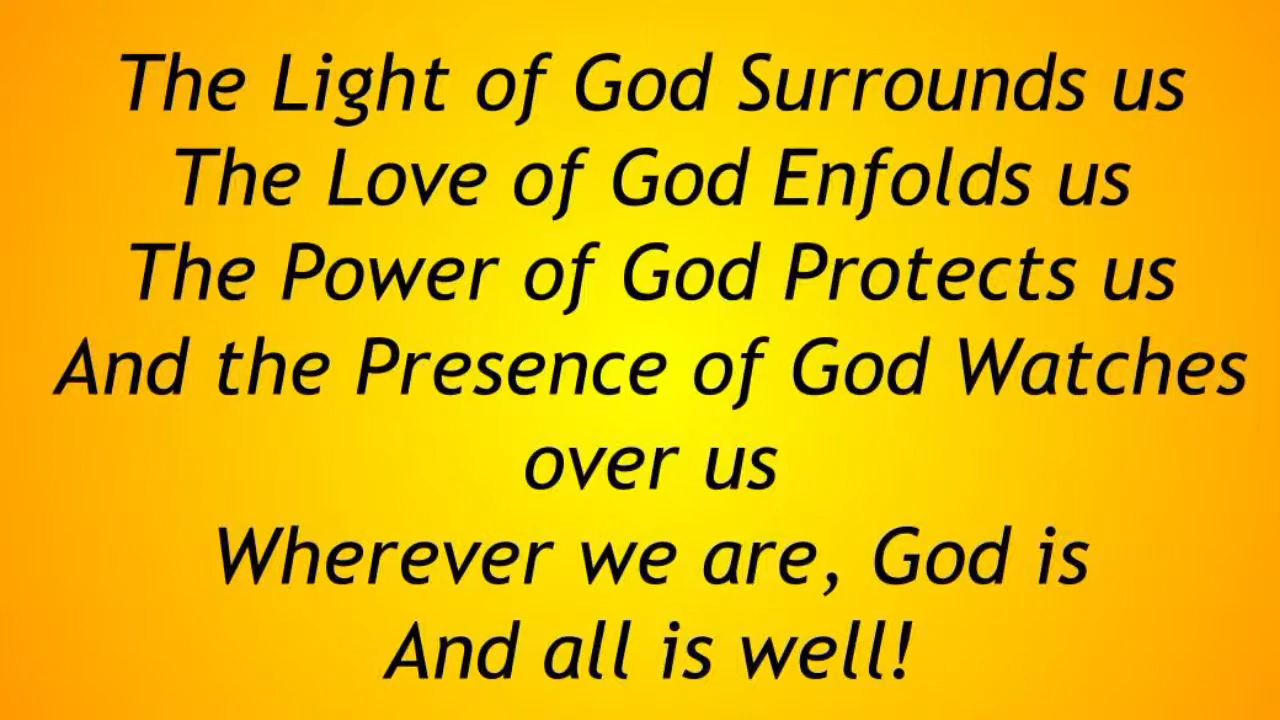 The Light of God Surrounds us
The Love of God Enfolds us
The Power of God Protects us
And the Presence of God Watches
over us
Wherever we are, God is
And all is well!